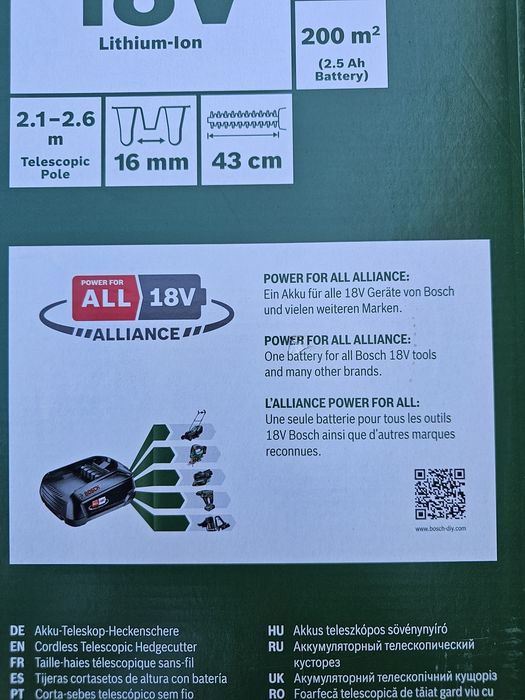 18V
Lithium-Ion
200 m²
(2.5 Ah
Battery)
2.1–2.6
m
Telescopic
Pole
16 mm
43 cm
POWER FOR
ALL 18V
ALLIANCE
POWER FOR ALL ALLIANCE:
Ein Akku für alle 18V Geräte von Bosch
und vielen weiteren Marken.
POWER FOR ALL ALLIANCE:
One battery for all Bosch 18V tools
and many other brands.
L'ALLIANCE POWER FOR ALL:
Une seule batterie pour tous les outils
18V Bosch ainsi que d'autres marques
reconnues.
BOSCH
www.bosch-diy.com
DE Akku-Teleskop-Heckenschere
EN Cordless Telescopic Hedgecutter
FR Taille-haies télescopique sans-fil
ES Tijeras cortasetos de altura con batería
PT Corta-sebes telescópico sem fio
HU Akkus teleszkópos sövénynyíró
RU Аккумуляторный телескопический
кусторез
UK Акумуляторний телескопічний кущоріз
RO Foarfecă telescopică de tăiat gard viu cu